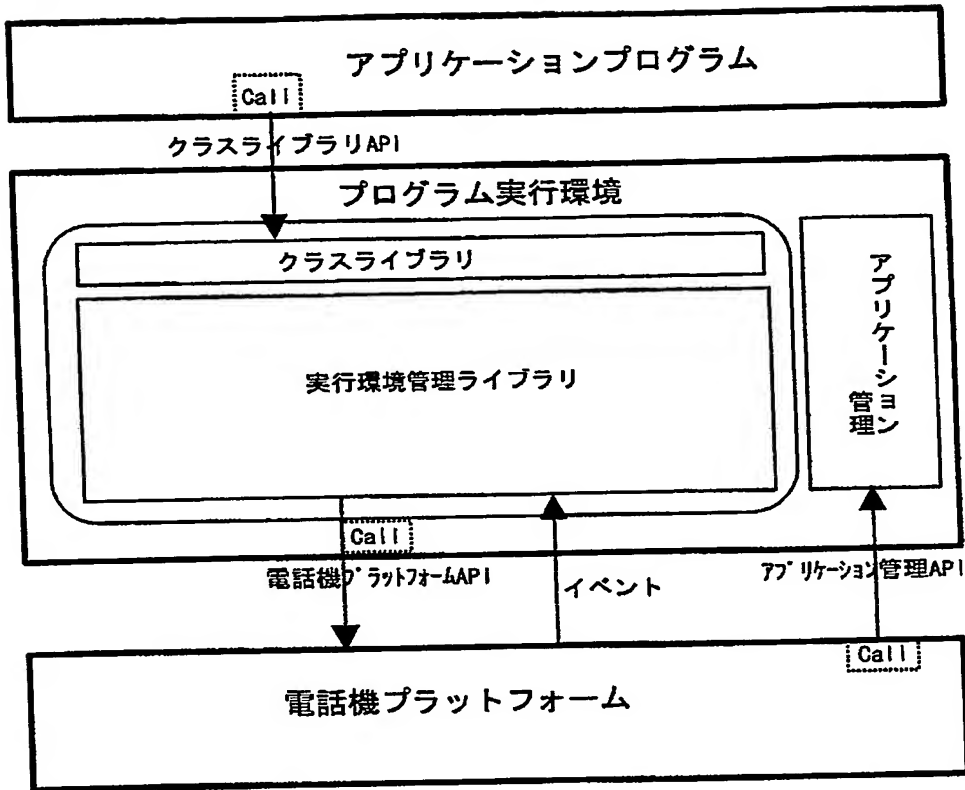 アプリケーションプログラム
Call
クラスライブラリAPI
プログラム実行環境
クラスライブラリ
実行環境管理ライブラリ
アプリケーション
管理
Call
電話機プラットフォームAPI
イベント
アプリケーション管理API
Call
電話機プラットフォーム